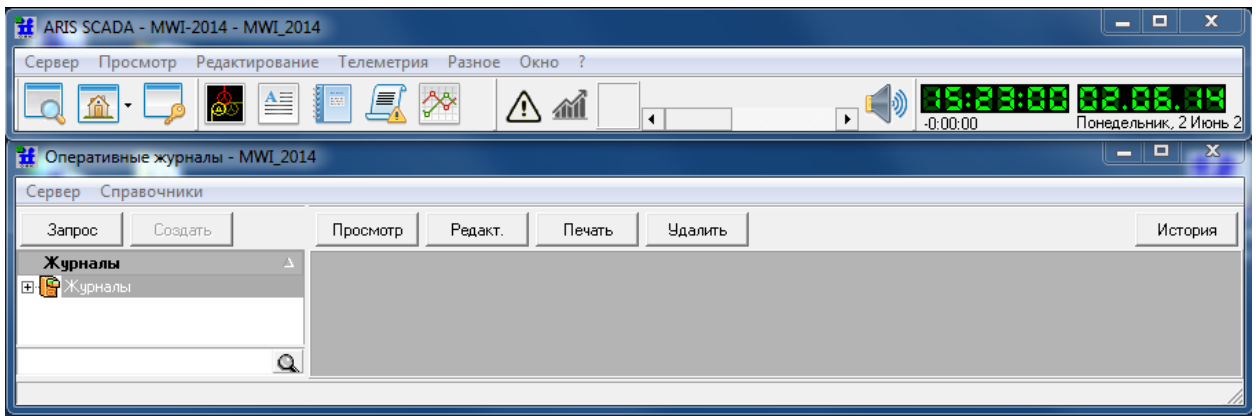 ARIS SCADA - MWI-2014 - MWI_2014
Сервер Просмотр Редактирование Телеметрия Разное Окно ?
15:23:08 02.06.14
-0:00:00 Понедельник, 2 Июнь 2
Оперативные журналы - MWI_2014
Сервер Справочники
Запрос Создать Просмотр Редакт. Печать Удалить История
Журналы
Журналы